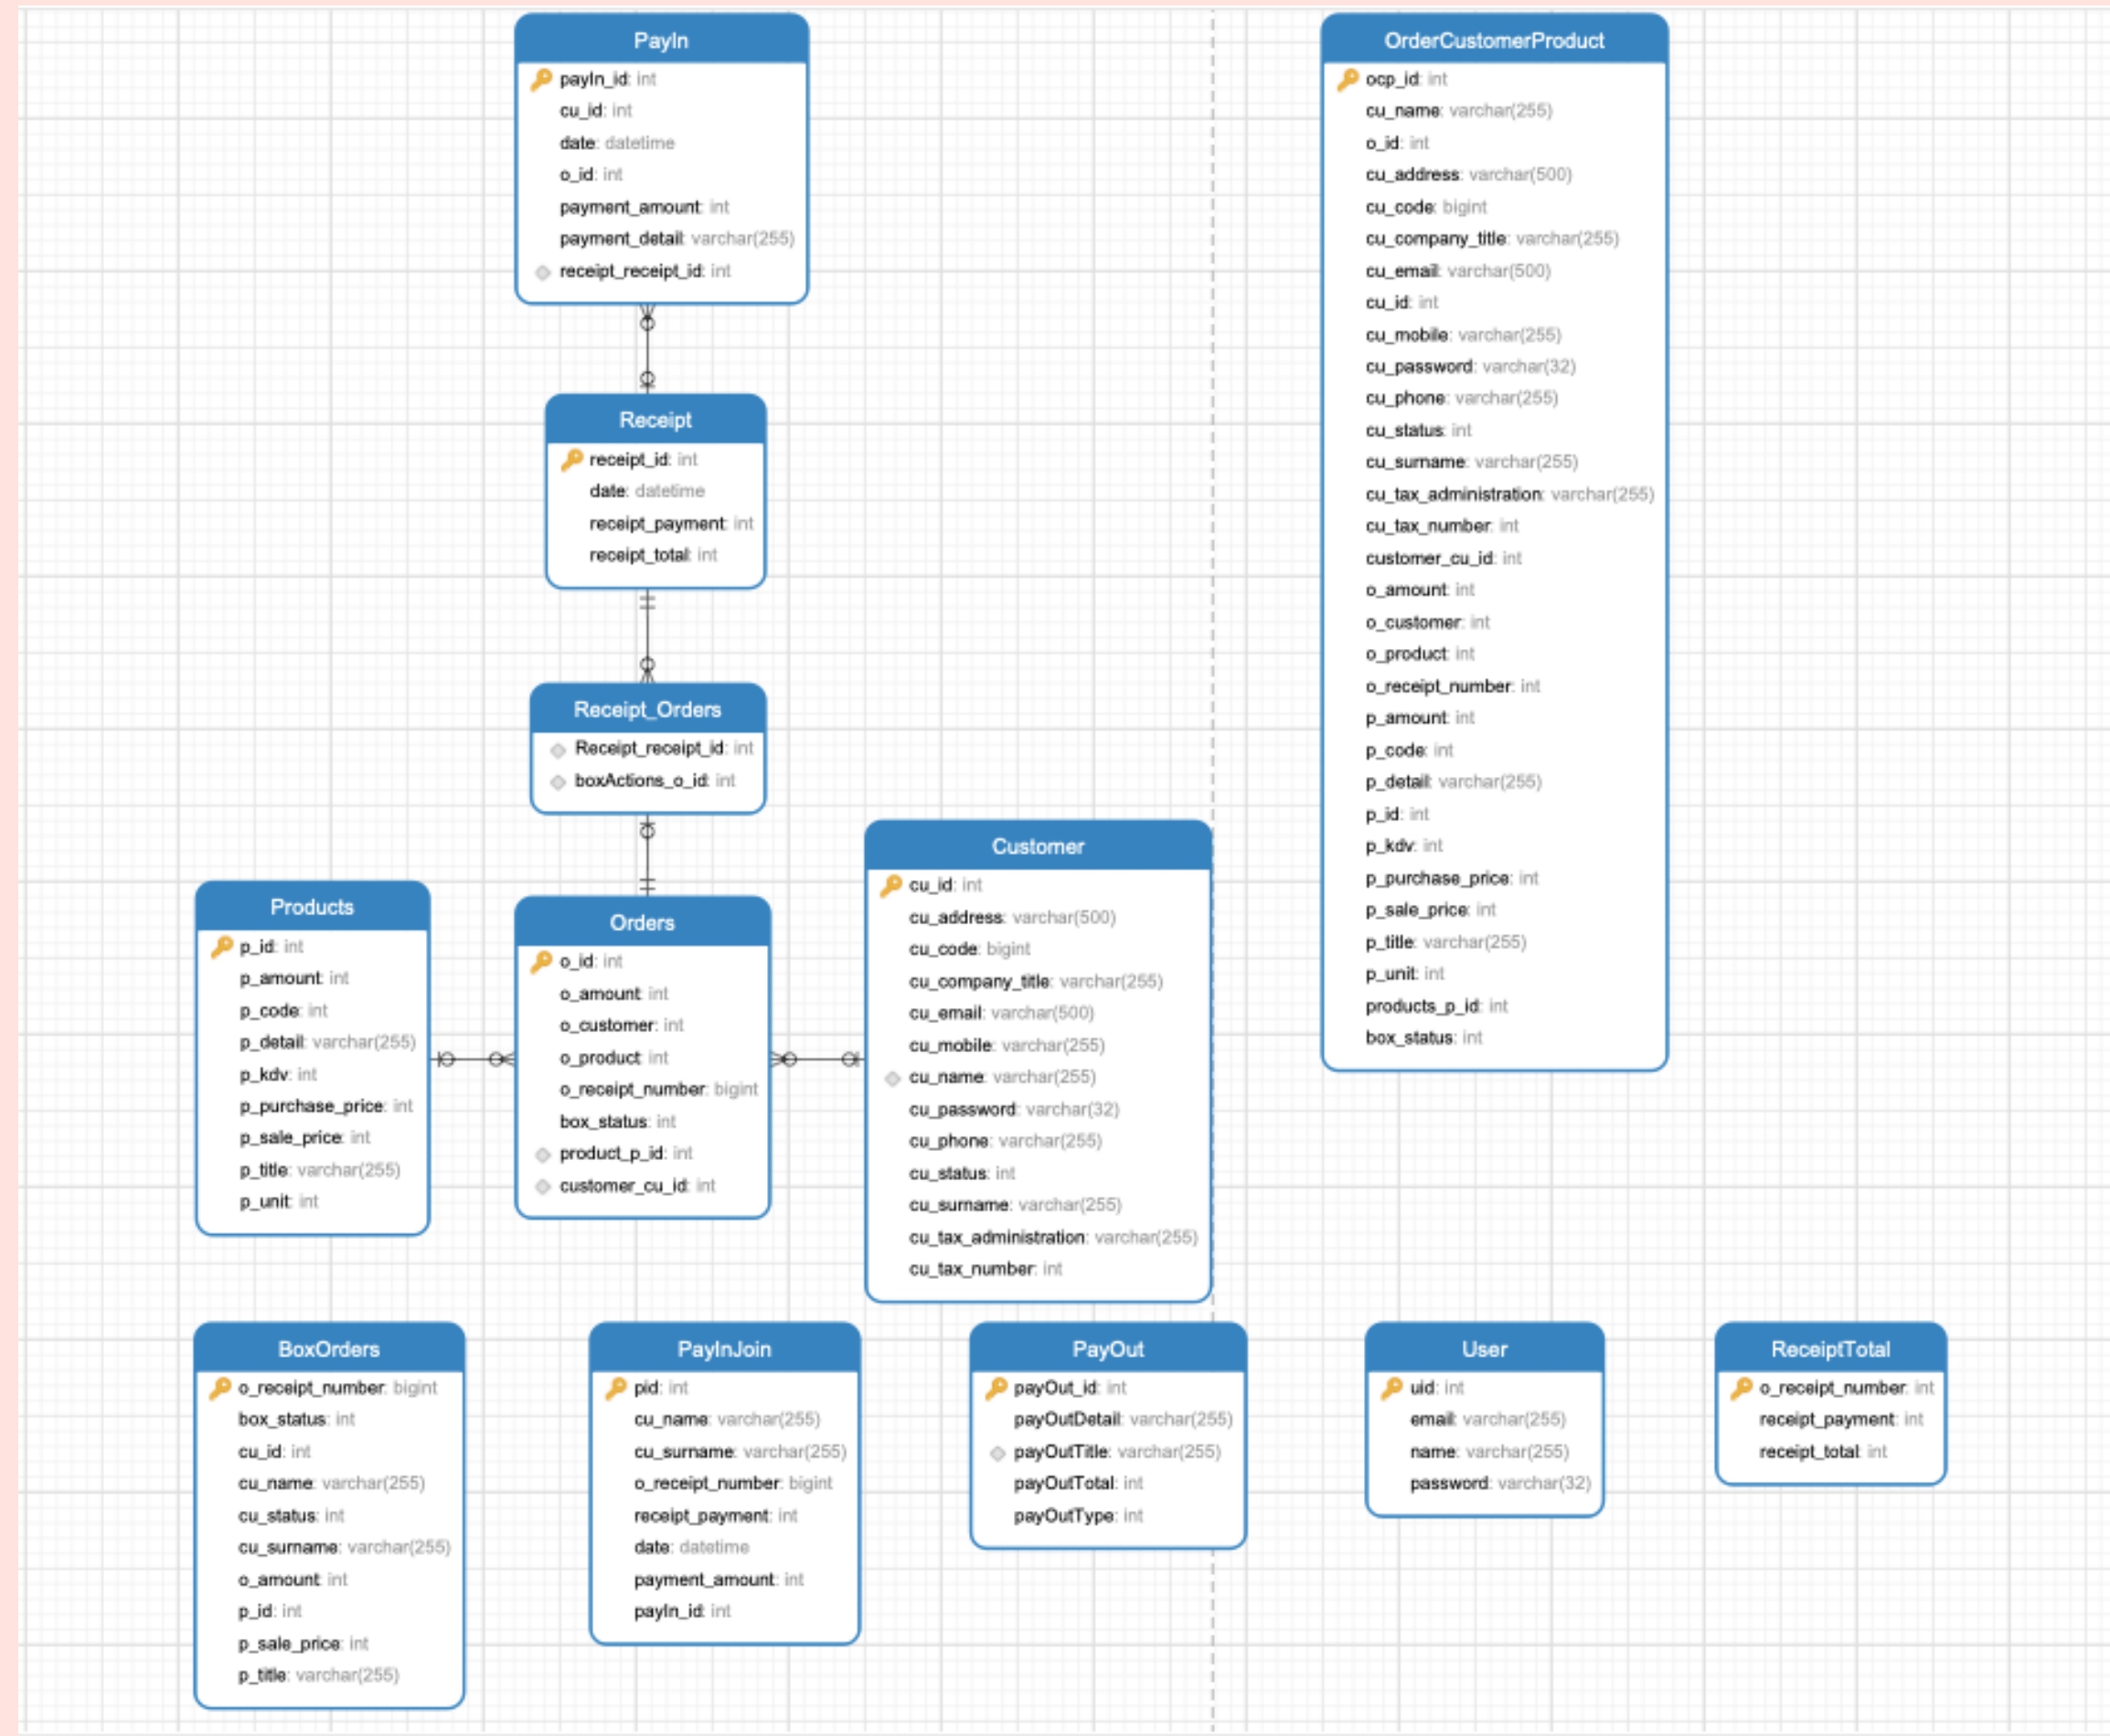 PayIn
payIn_id: int
cu_id: int
date: datetime
o_id: int
payment_amount: int
payment_detail: varchar(255)
receipt_receipt_id: int
OrderCustomerProduct
ocp_id: int
cu_name: varchar(255)
o_id: int
cu_address: varchar(500)
cu_code: bigint
cu_company_title: varchar(255)
cu_email: varchar(500)
cu_id: int
cu_mobile: varchar(255)
cu_password: varchar(32)
cu_phone: varchar(255)
cu_status: int
cu_surname: varchar(255)
cu_tax_administration: varchar(255)
cu_tax_number: int
customer_cu_id: int
o_amount: int
o_customer: int
o_product: int
o_receipt_number: int
p_amount: int
p_code: int
p_detail: varchar(255)
p_id: int
p_kdv: int
p_purchase_price: int
p_sale_price: int
p_title: varchar(255)
p_unit: int
products_p_id: int
box_status: int
Receipt
receipt_id: int
date: datetime
receipt_payment: int
receipt_total: int
Receipt_Orders
Receipt_receipt_id: int
boxActions_o_id: int
Products
p_id: int
p_amount: int
p_code: int
p_detail: varchar(255)
p_kdv: int
p_purchase_price: int
p_sale_price: int
p_title: varchar(255)
p_unit: int
Orders
o_id: int
o_amount: int
o_customer: int
o_product: int
o_receipt_number: bigint
box_status: int
product_p_id: int
customer_cu_id: int
Customer
cu_id: int
cu_address: varchar(500)
cu_code: bigint
cu_company_title: varchar(255)
cu_email: varchar(500)
cu_mobile: varchar(255)
cu_name: varchar(255)
cu_password: varchar(32)
cu_phone: varchar(255)
cu_status: int
cu_surname: varchar(255)
cu_tax_administration: varchar(255)
cu_tax_number: int
BoxOrders
o_receipt_number: bigint
box_status: int
cu_id: int
cu_name: varchar(255)
cu_status: int
cu_surname: varchar(255)
o_amount: int
p_id: int
p_sale_price: int
p_title: varchar(255)
PayInJoin
pid: int
cu_name: varchar(255)
cu_surname: varchar(255)
o_receipt_number: bigint
receipt_payment: int
date: datetime
payment_amount: int
payIn_id: int
PayOut
payOut_id: int
payOutDetail: varchar(255)
payOutTitle: varchar(255)
payOutTotal: int
payOutType: int
User
uid: int
email: varchar(255)
name: varchar(255)
password: varchar(32)
ReceiptTotal
o_receipt_number: int
receipt_payment: int
receipt_total: int